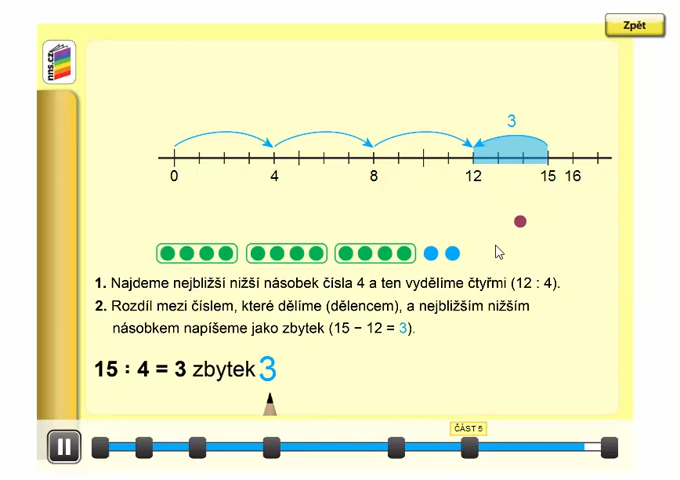 Zpět
nns.cz
3
0 4 8 12 15 16
1. Najdeme nejbližší nižší násobek čísla 4 a ten vydělíme čtyřmi (12 : 4).
2. Rozdíl mezi číslem, které dělíme (dělencem), a nejbližším nižším
násobkem napíšeme jako zbytek (15 − 12 = 3).
15 : 4 = 3 zbytek 3
ČÁST 5